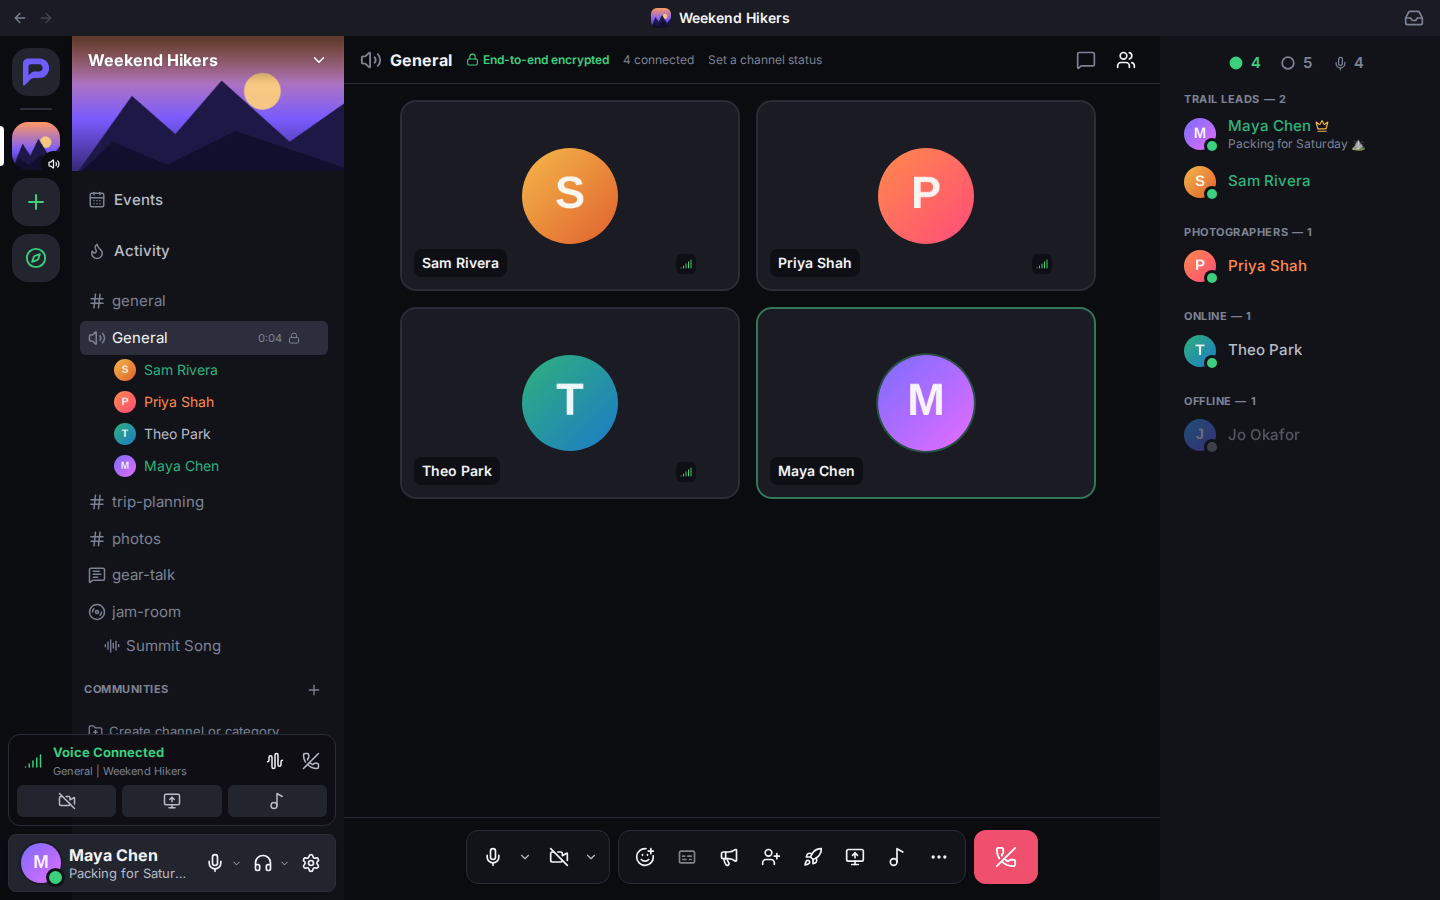 Weekend Hikers
Weekend Hikers
Events
Activity
general
General 0:04
S Sam Rivera
P Priya Shah
T Theo Park
M Maya Chen
trip-planning
photos
gear-talk
jam-room
Summit Song
COMMUNITIES
Create channel or category
Voice Connected
General | Weekend Hikers
M
Maya Chen
Packing for Satur...
General End-to-end encrypted 4 connected Set a channel status
S
Sam Rivera
P
Priya Shah
T
Theo Park
M
Maya Chen
4 5 4
TRAIL LEADS — 2
M
Maya Chen
Packing for Saturday
S
Sam Rivera
PHOTOGRAPHERS — 1
P
Priya Shah
ONLINE — 1
T
Theo Park
OFFLINE — 1
J
Jo Okafor